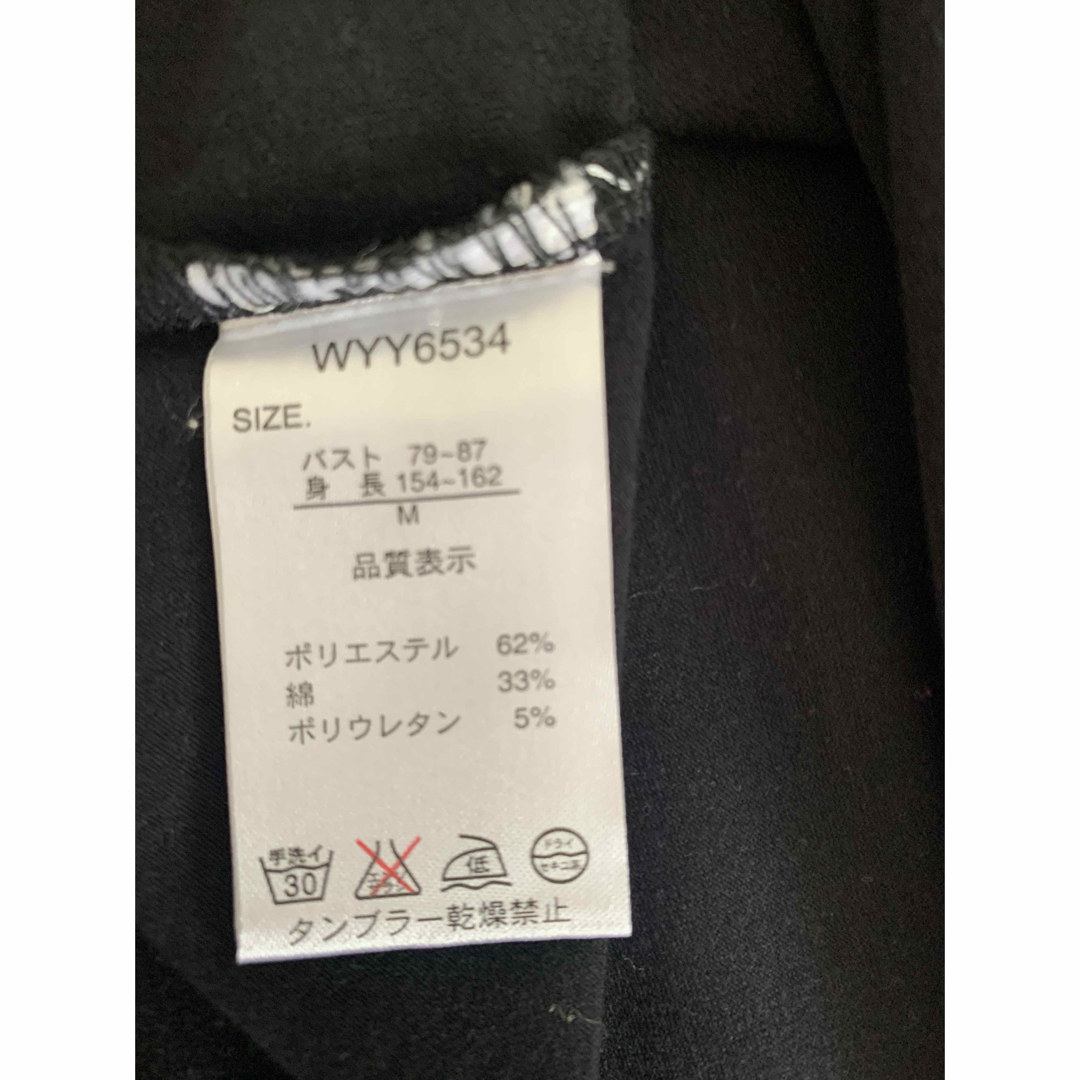 WYY6534
SIZE.
バスト 79~87
身 長 154~162
M
品質表示
ポリエステル 62%
綿 33%
ポリウレタン 5%
手洗イ
30
低
ドライ
セキユ系
タンブラー乾燥禁止